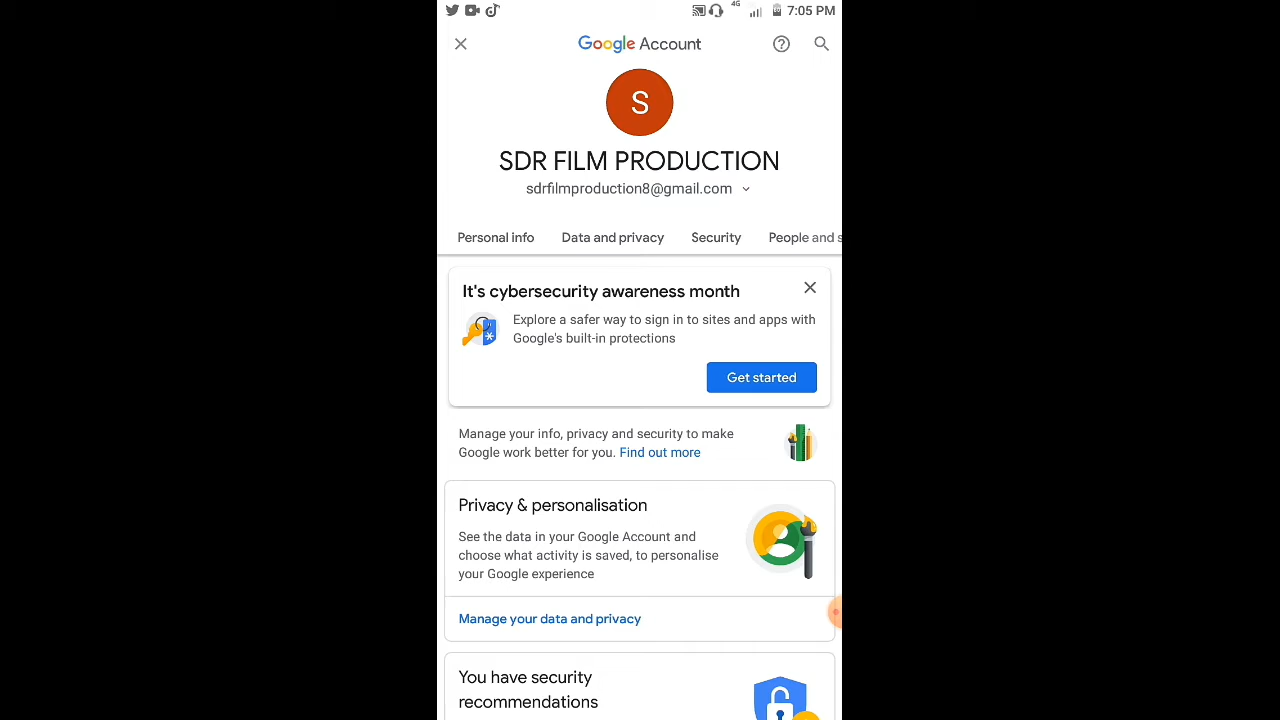 4G 7:05 PM
Google Account
S
SDR FILM PRODUCTION
sdrfilmproduction8@gmail.com
Personal info Data and privacy Security People and s
It's cybersecurity awareness month
Explore a safer way to sign in to sites and apps with
Google's built-in protections
Get started
Manage your info, privacy and security to make
Google work better for you. Find out more
Privacy & personalisation
See the data in your Google Account and
choose what activity is saved, to personalise
your Google experience
Manage your data and privacy
You have security
recommendations